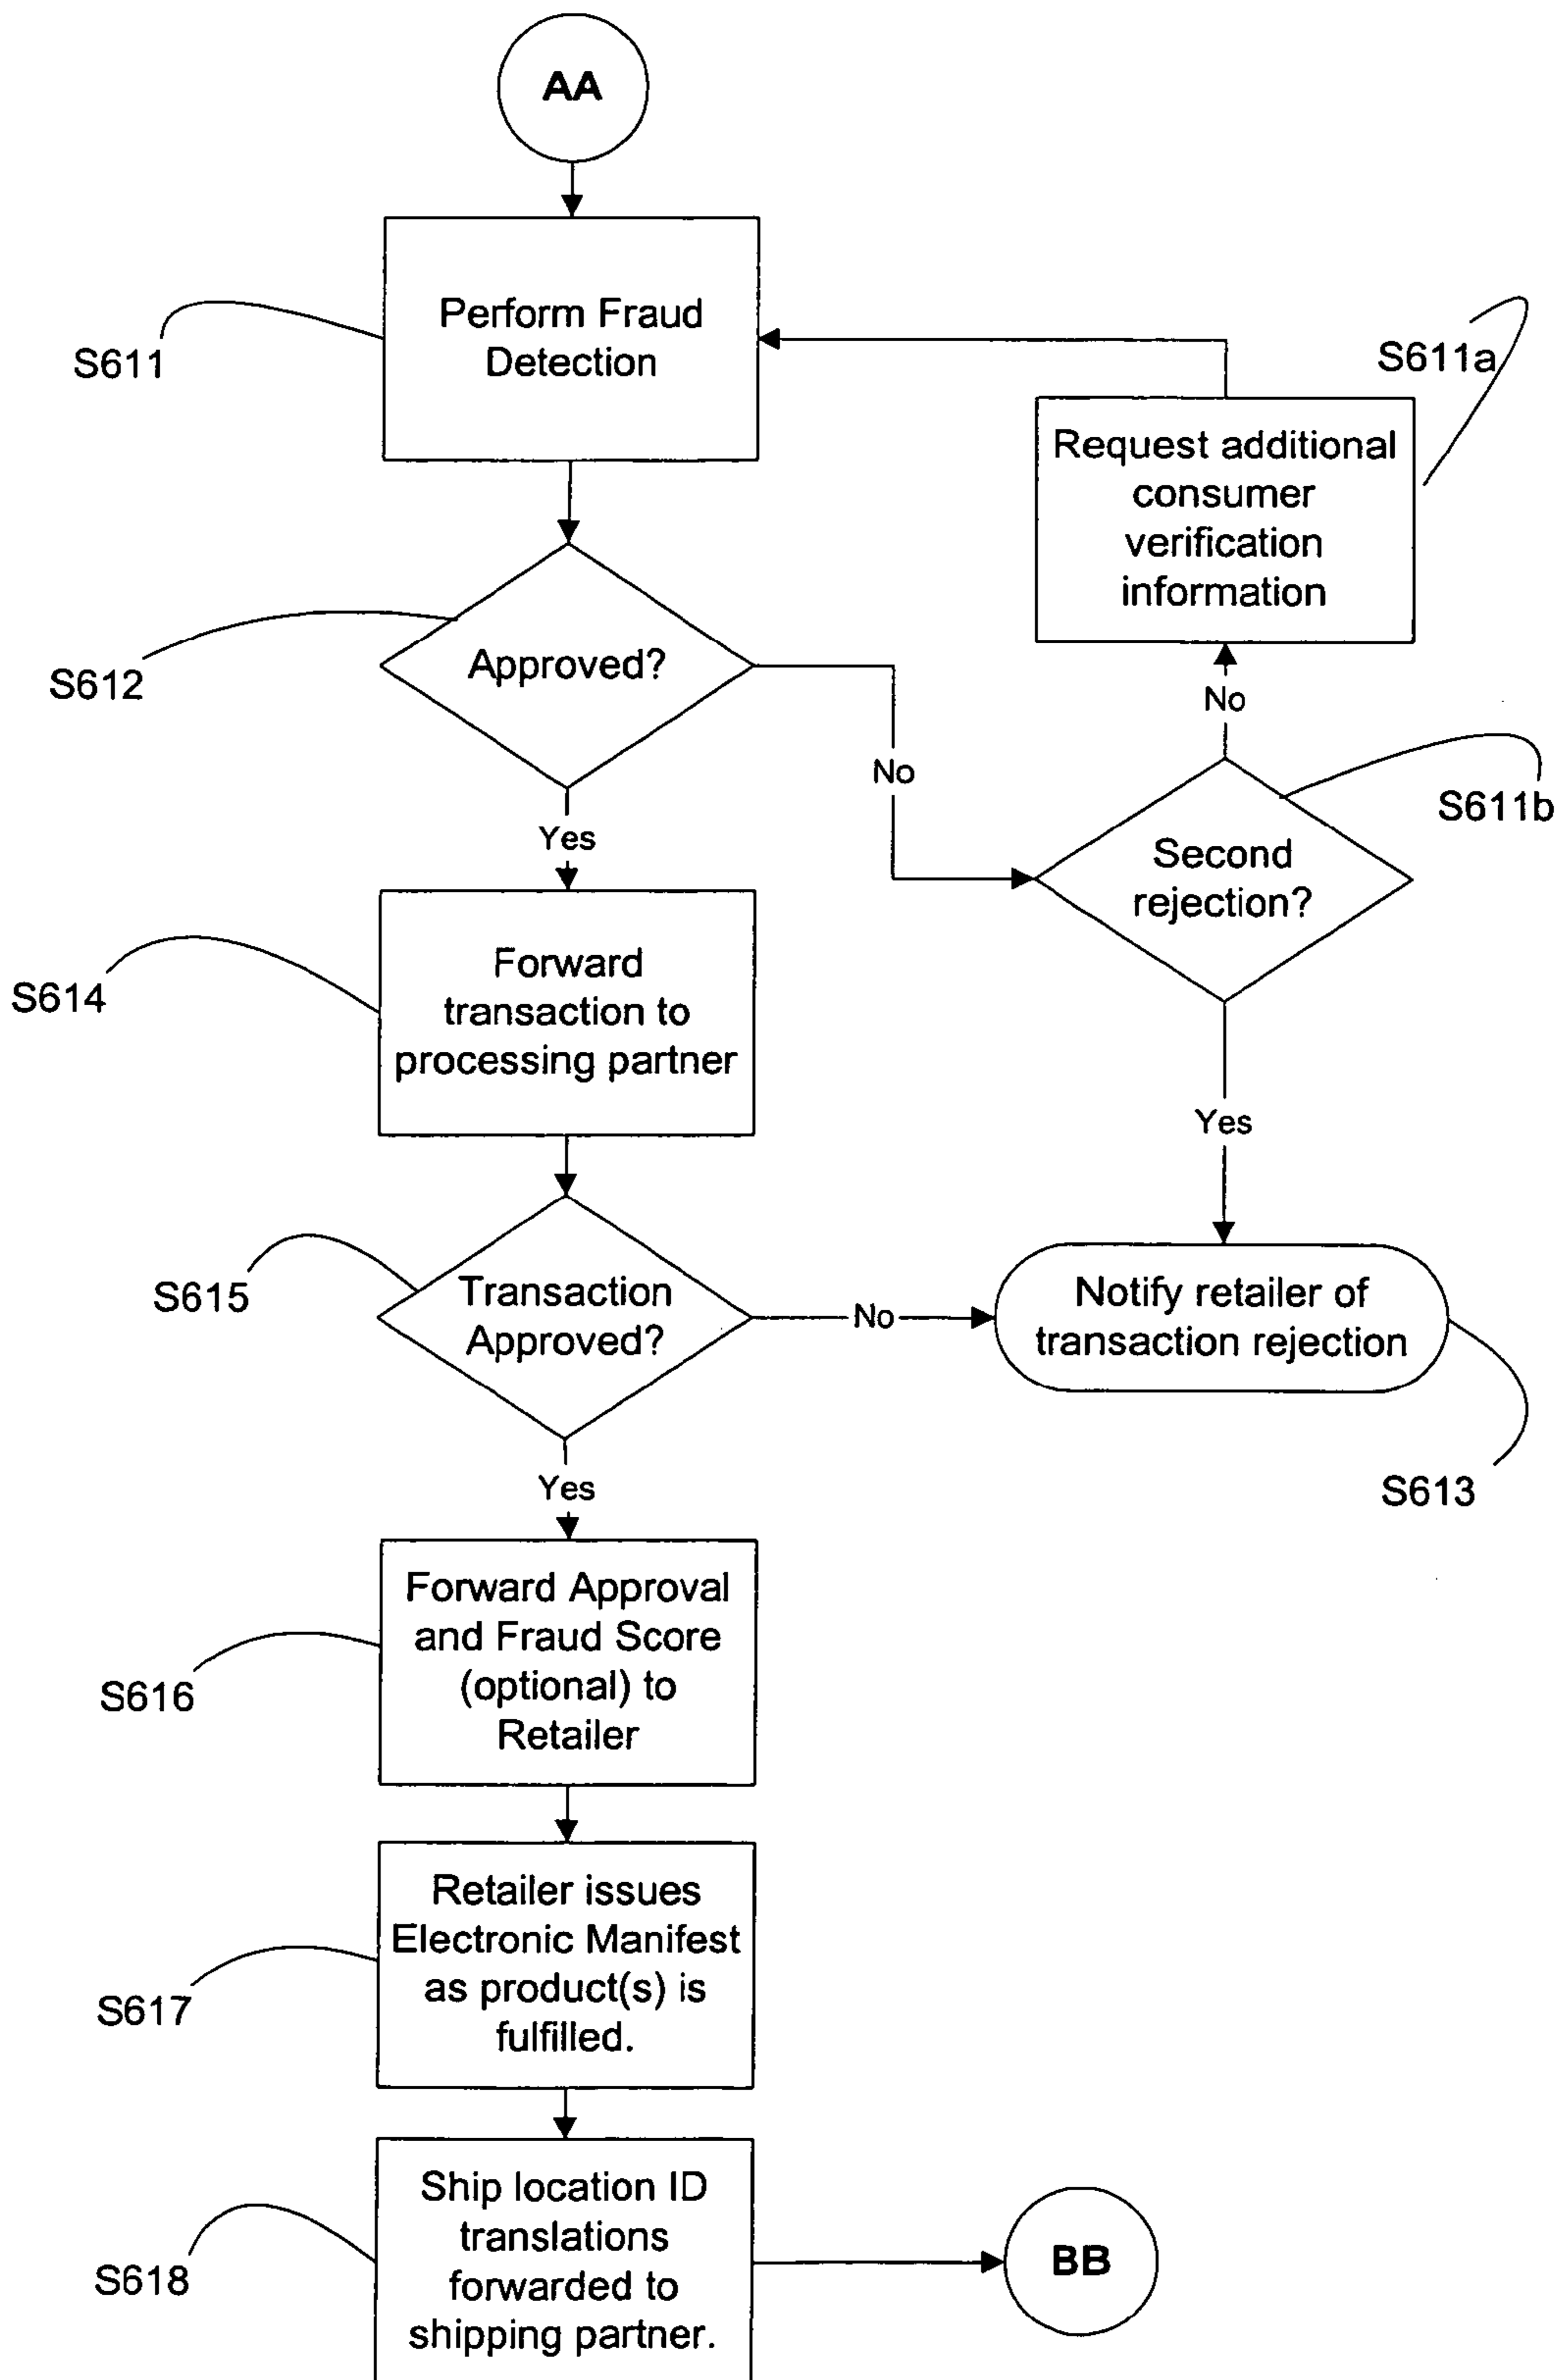 AA
Perform Fraud
Detection
S611
S611a
Request additional
consumer
verification
information
Approved?
S612
No
No
S611b
Yes
Second
rejection?
Forward
transaction to
processing partner
S614
Yes
Transaction
Approved?
S615
No
Notify retailer of
transaction rejection
S613
Yes
Forward Approval
and Fraud Score
(optional) to
Retailer
S616
Retailer issues
Electronic Manifest
as product(s) is
fulfilled.
S617
Ship location ID
translations
forwarded to
shipping partner.
S618
BB